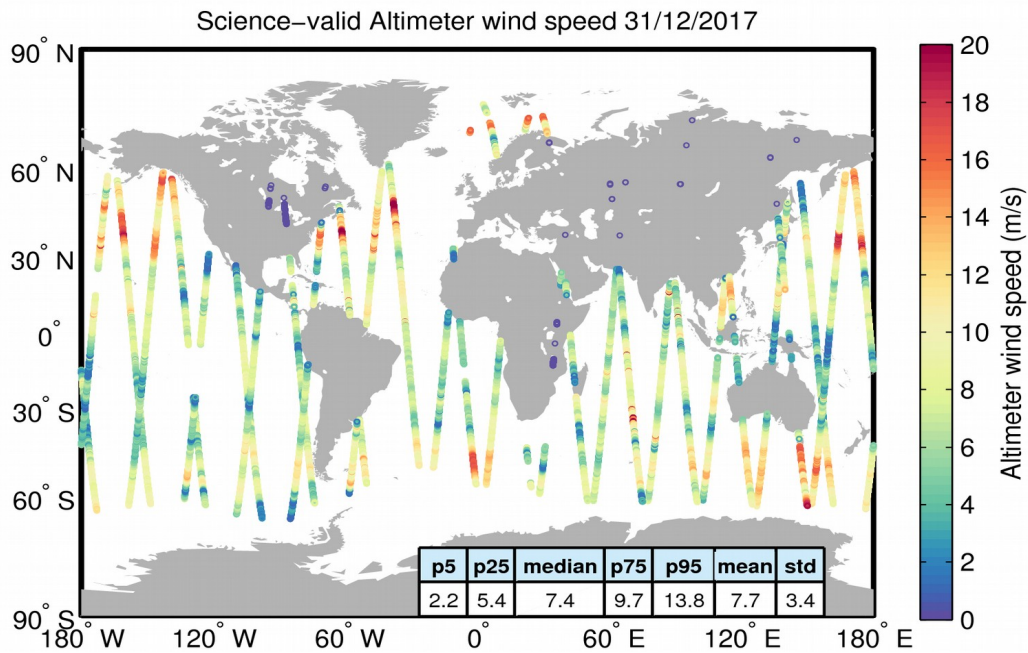 Science-valid Altimeter wind speed 31/12/2017
90° N
60° N
30° N
0°
30° S
60° S
90° S
180° W
120° W
60° W
0°
60° E
120° E
180° E
p5 p25 median p75 p95 mean std
2.2 5.4 7.4 9.7 13.8 7.7 3.4
20
18
16
14
12
10
8
6
4
2
0
Altimeter wind speed (m/s)